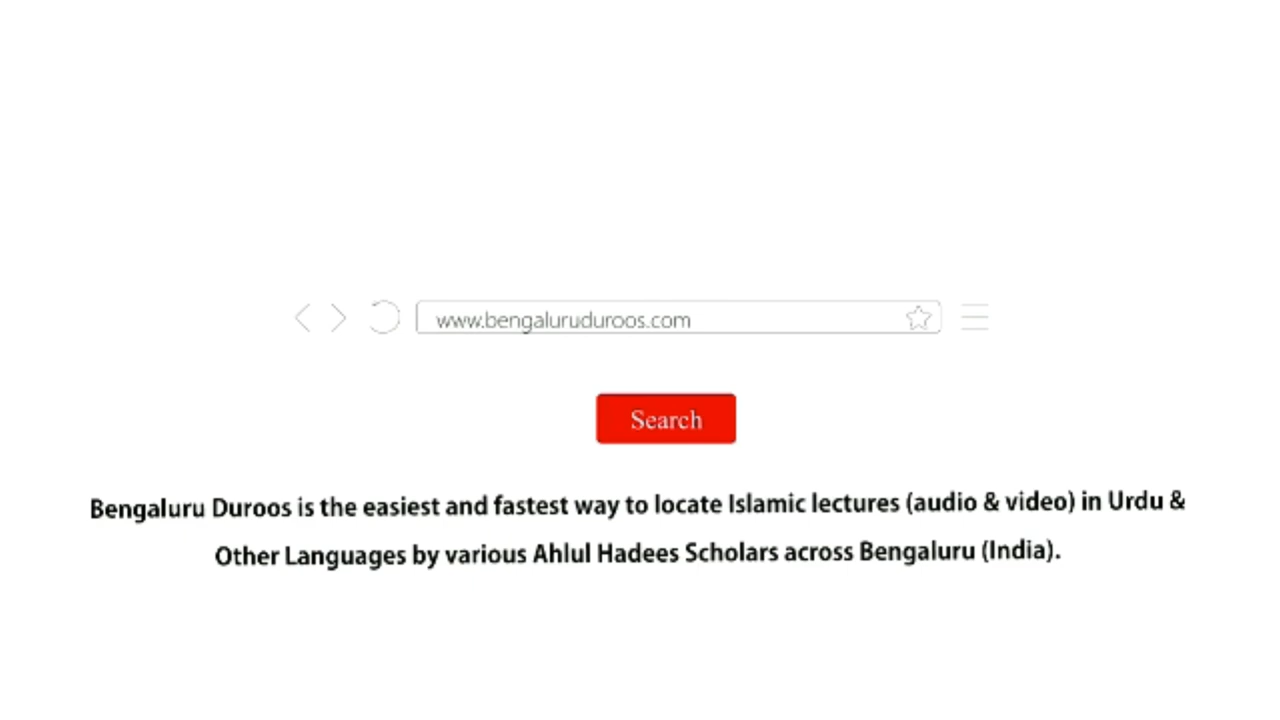 www.bengaluruduroos.com
Search
Bengaluru Duroos is the easiest and fastest way to locate Islamic lectures (audio & video) in Urdu &
Other Languages by various Ahlul Hadees Scholars across Bengaluru (India).